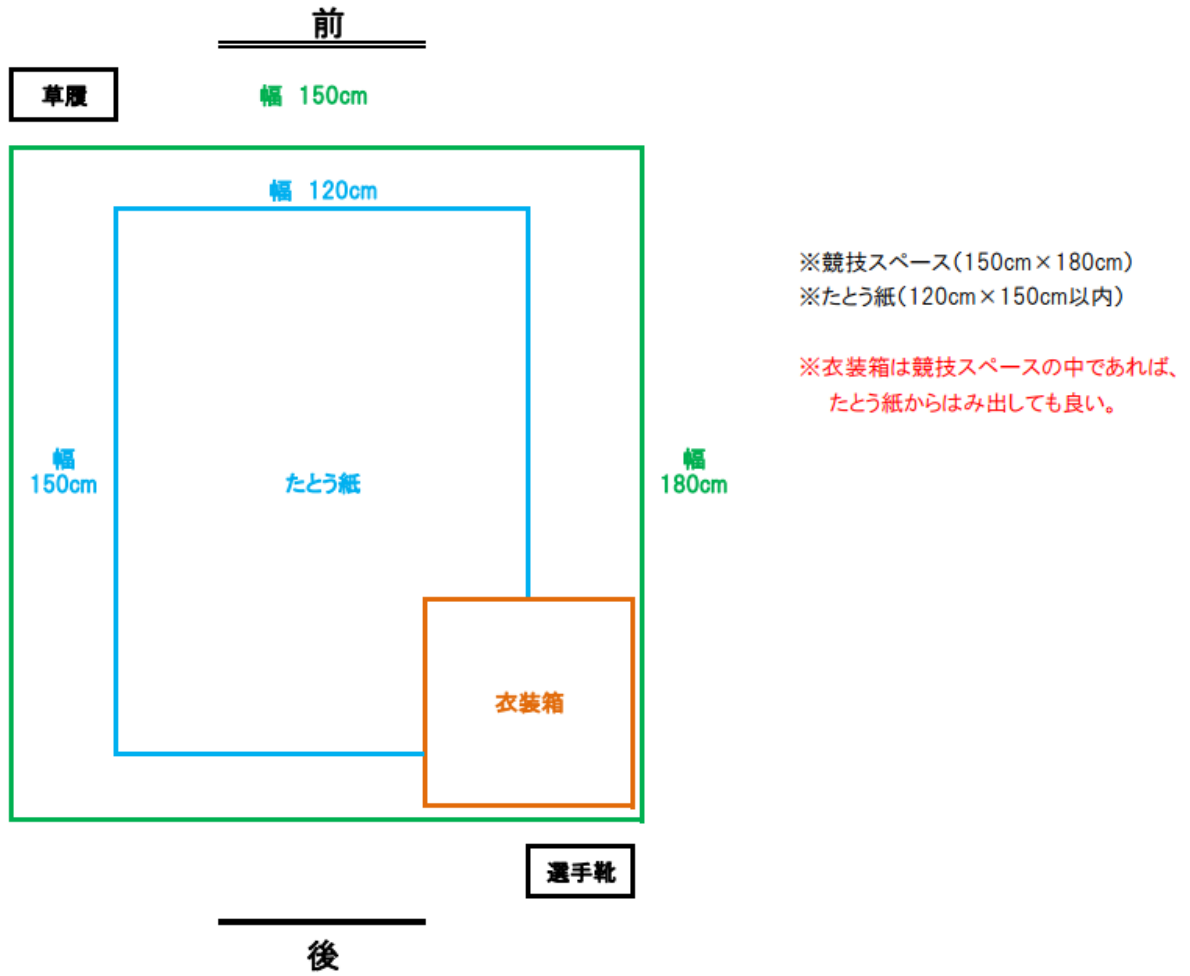 前
草履
幅 150cm
幅 120cm
※競技スペース(150cm×180cm)
※たとう紙(120cm×150cm以内)
※衣装箱は競技スペースの中であれば、
たとう紙からはみ出しても良い。
幅
150cm
たとう紙
幅
180cm
衣装箱
選手靴
後